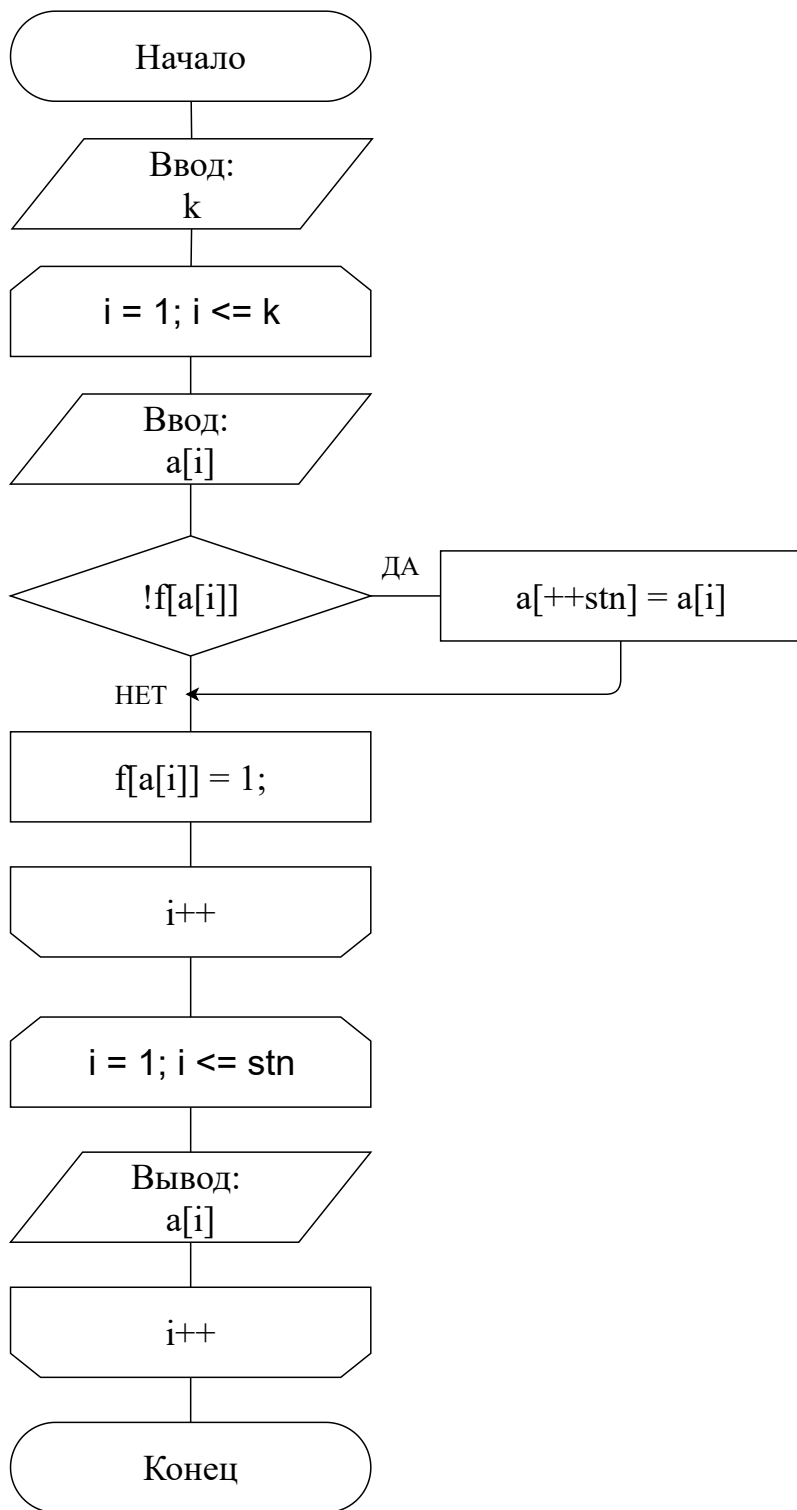 Начало
Ввод:
k
i = 1; i <= k
Ввод:
a[i]
!f[a[i]]
ДА
a[++stn] = a[i]
НЕТ
f[a[i]] = 1;
i++
i = 1; i <= stn
Вывод:
a[i]
i++
Конец